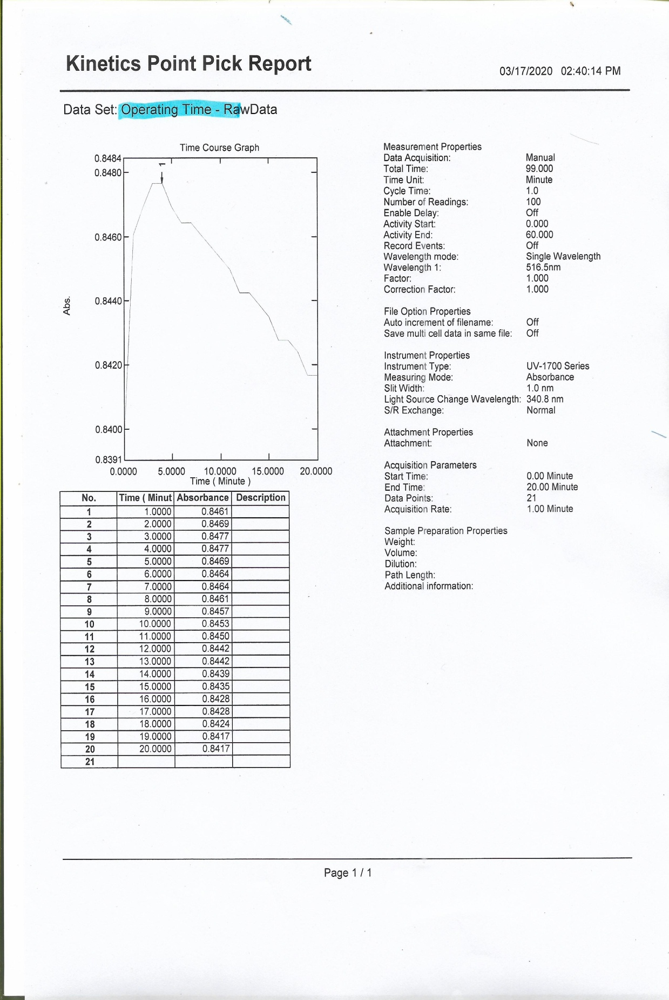 Kinetics Point Pick Report
03/17/2020 02:40:14 PM
Data Set: Operating Time - RawData
Time Course Graph
1
0.8484
0.8480
0.8460
0.8440
0.8420
0.8400
0.8391
Abs.
0.0000 5.0000 10.0000 15.0000 20.0000
Time ( Minute )
No. Time ( Minut Absorbance Description
1 1.0000 0.8461
2 2.0000 0.8469
3 3.0000 0.8477
4 4.0000 0.8477
5 5.0000 0.8469
6 6.0000 0.8464
7 7.0000 0.8464
8 8.0000 0.8461
9 9.0000 0.8457
10 10.0000 0.8453
11 11.0000 0.8450
12 12.0000 0.8442
13 13.0000 0.8442
14 14.0000 0.8439
15 15.0000 0.8435
16 16.0000 0.8428
17 17.0000 0.8428
18 18.0000 0.8424
19 19.0000 0.8417
20 20.0000 0.8417
21
Measurement Properties
Data Acquisition: Manual
Total Time: 99.000
Time Unit: Minute
Cycle Time: 1.0
Number of Readings: 100
Enable Delay: Off
Activity Start: 0.000
Activity End: 60.000
Record Events: Off
Wavelength mode: Single Wavelength
Wavelength 1: 516.5nm
Factor: 1.000
Correction Factor: 1.000
File Option Properties
Auto increment of filename: Off
Save multi cell data in same file: Off
Instrument Properties
Instrument Type: UV-1700 Series
Measuring Mode: Absorbance
Slit Width: 1.0 nm
Light Source Change Wavelength: 340.8 nm
S/R Exchange: Normal
Attachment Properties
Attachment: None
Acquisition Parameters
Start Time: 0.00 Minute
End Time: 20.00 Minute
Data Points: 21
Acquisition Rate: 1.00 Minute
Sample Preparation Properties
Weight:
Volume:
Dilution:
Path Length:
Additional information:
Page 1 / 1